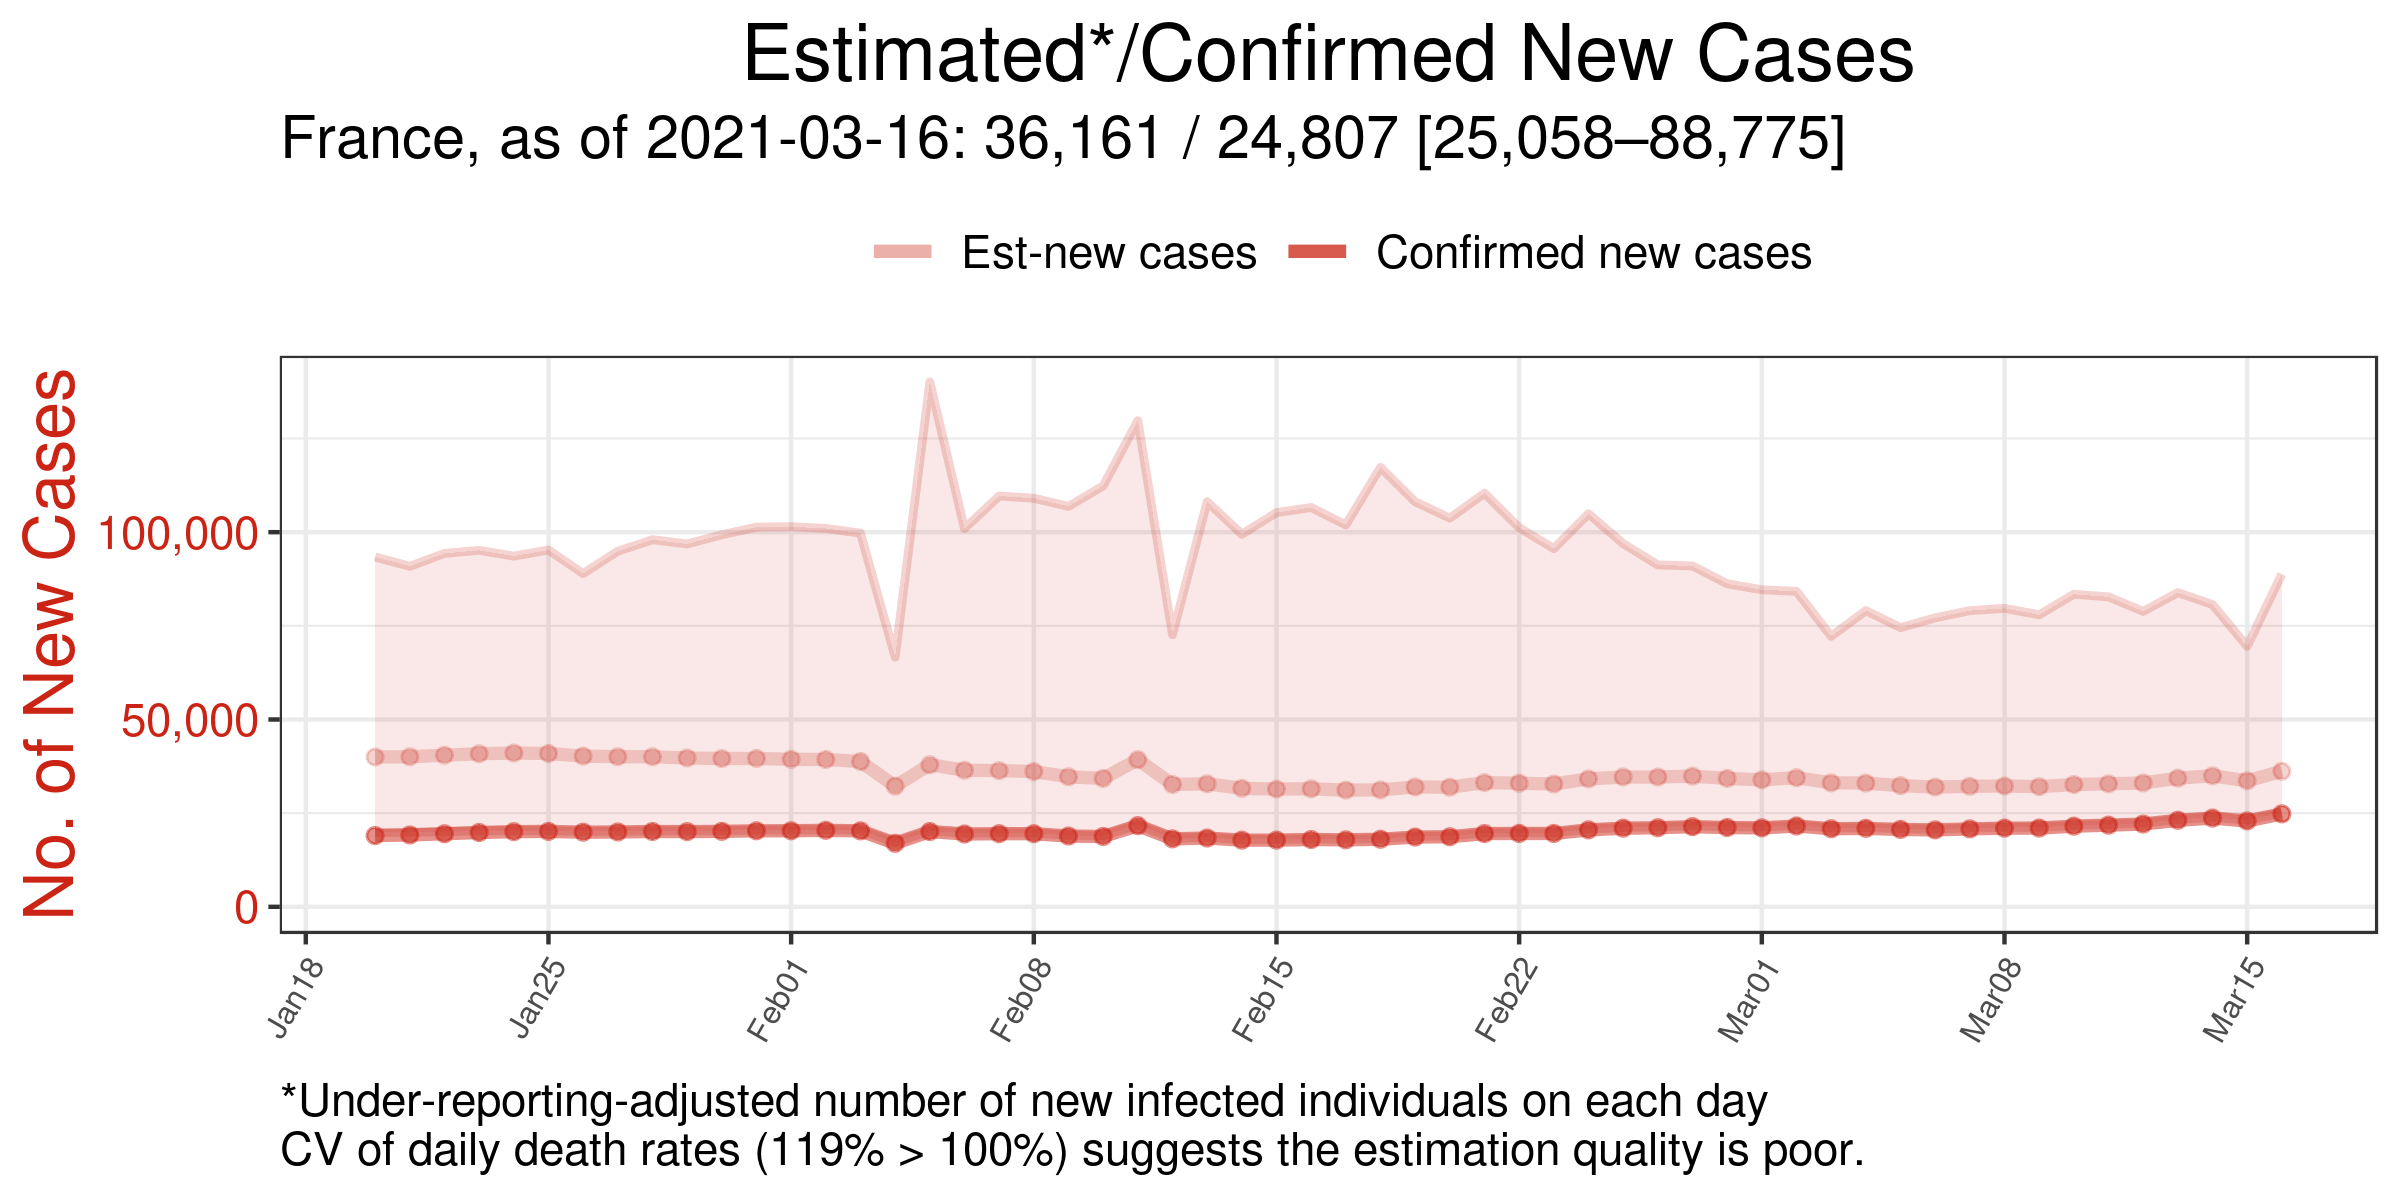 Estimated*/Confirmed New Cases
France, as of 2021-03-16: 36,161 / 24,807 [25,058–88,775]
Est-new cases
Confirmed new cases
No. of New Cases
100,000
50,000
0
Jan18
Jan25
Feb01
Feb08
Feb15
Feb22
Mar01
Mar08
Mar15
*Under-reporting-adjusted number of new infected individuals on each day
CV of daily death rates (119% > 100%) suggests the estimation quality is poor.